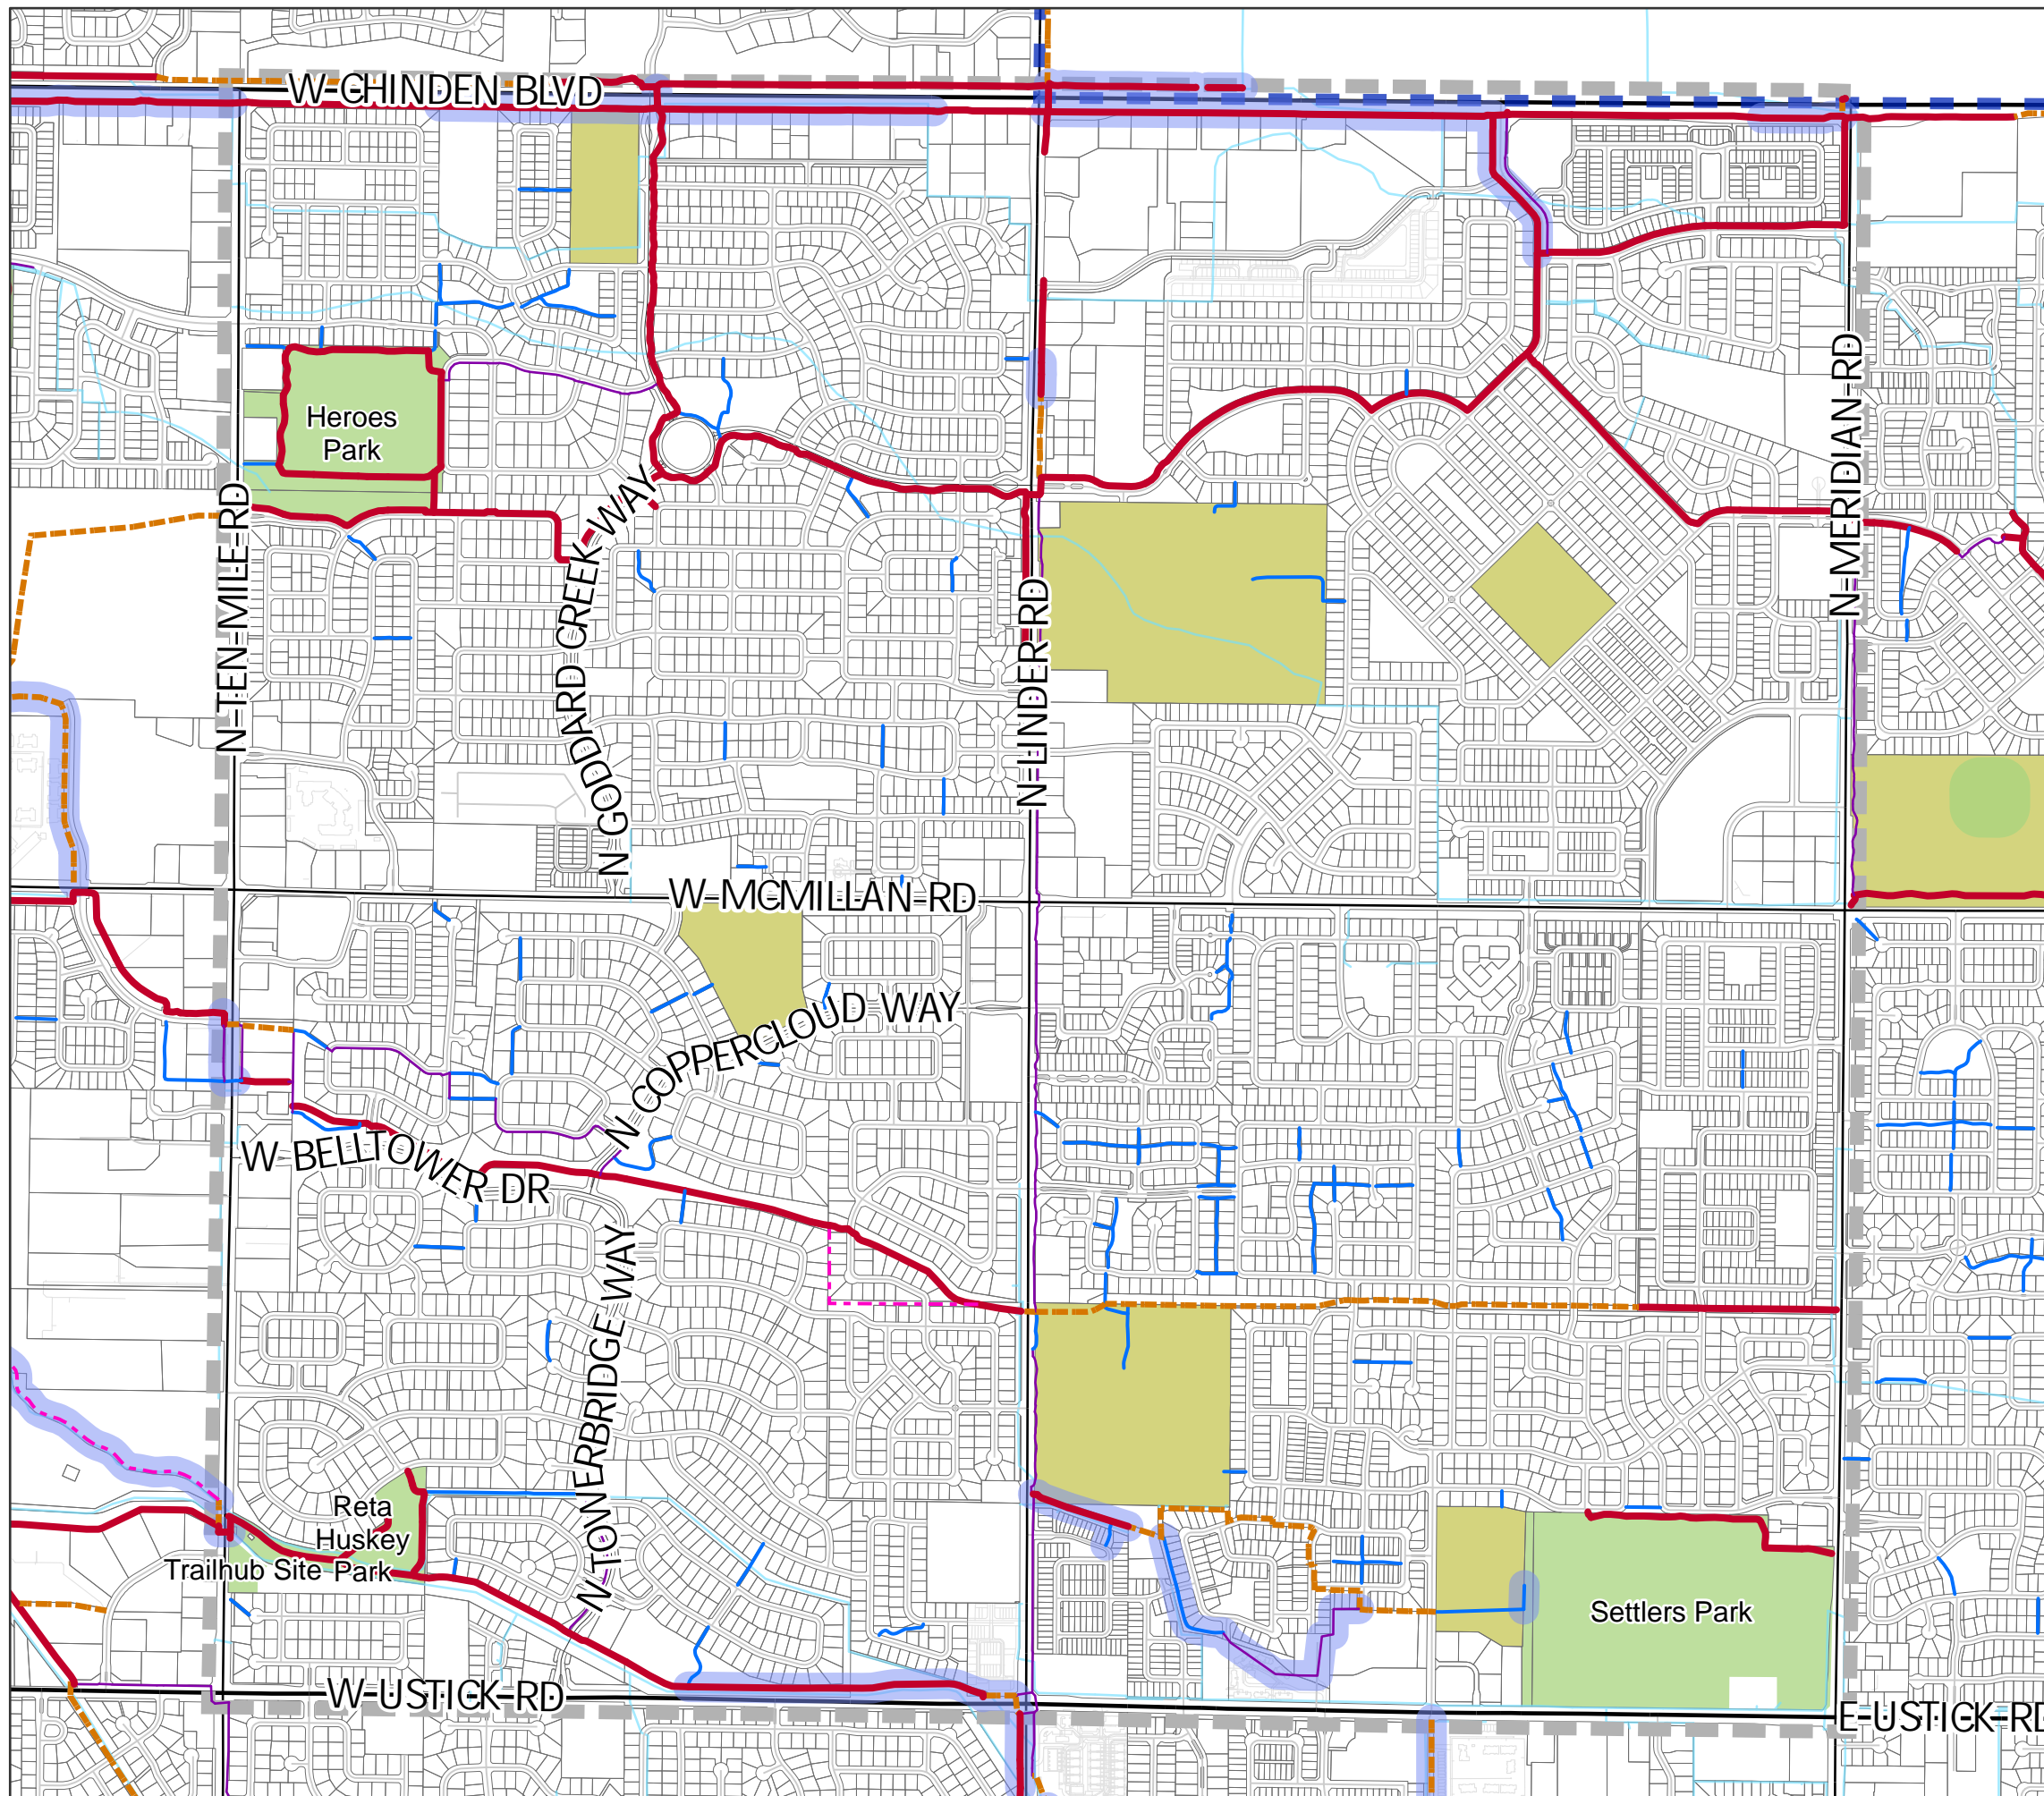 W CHINDEN BLVD
Heroes
Park
N TEN MILE RD
N GODDARD CREEK WAY
N LINDER RD
N MERIDIAN RD
W MCMILLAN RD
N COPPERCLOUD WAY
W BELLTOWER DR
N TOWNERBRIDGE WAY
Reta
Huskey
Trailhub Site Park
Settlers Park
W USTICK RD
E USTICK RD